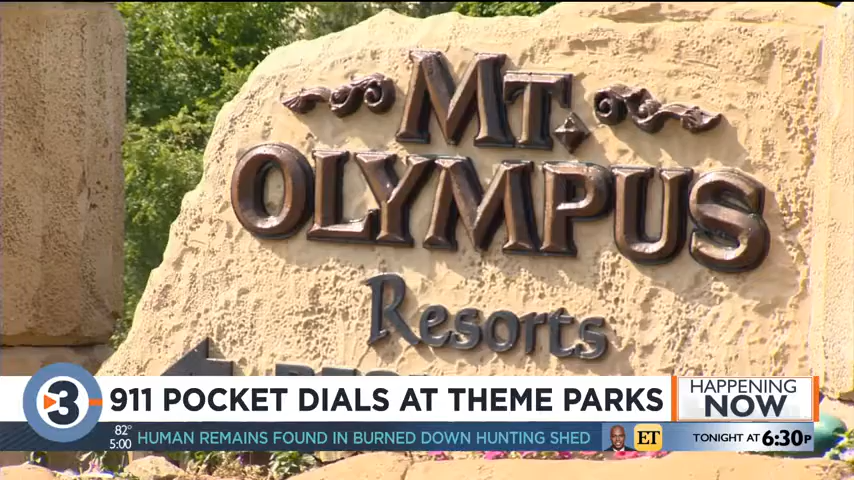 MT.
OLYMPUS
Resorts
3
911 POCKET DIALS AT THEME PARKS
HAPPENING
NOW
82°
5:00
HUMAN REMAINS FOUND IN BURNED DOWN HUNTING SHED
ET
TONIGHT AT 6:30P